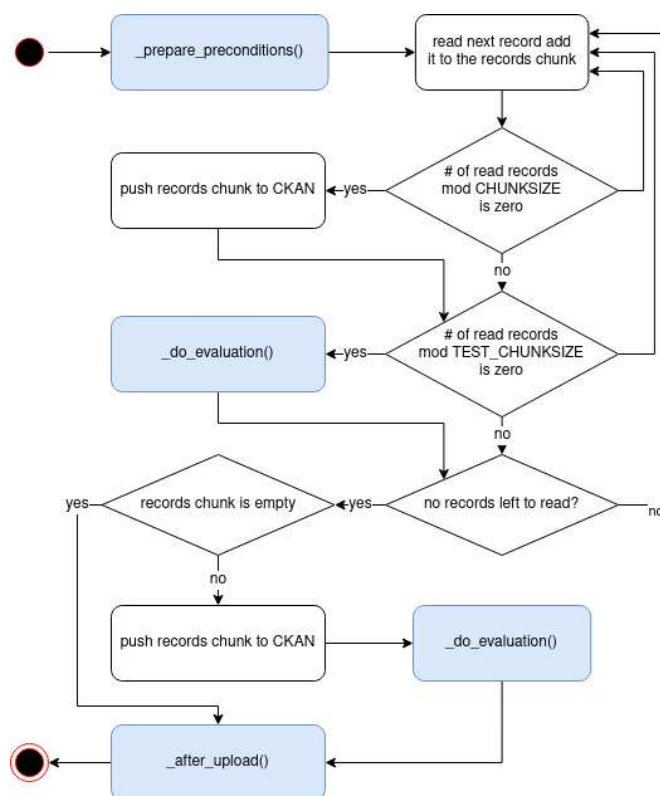 _prepare_preconditions()
read next record add
it to the records chunk
push records chunk to CKAN
yes
# of read records
mod CHUNKSIZE
is zero
no
_do_evaluation()
yes
# of read records
mod TEST_CHUNKSIZE
is zero
no
yes
records chunk is empty
yes
no records left to read?
no
no
push records chunk to CKAN
_do_evaluation()
_after_upload()